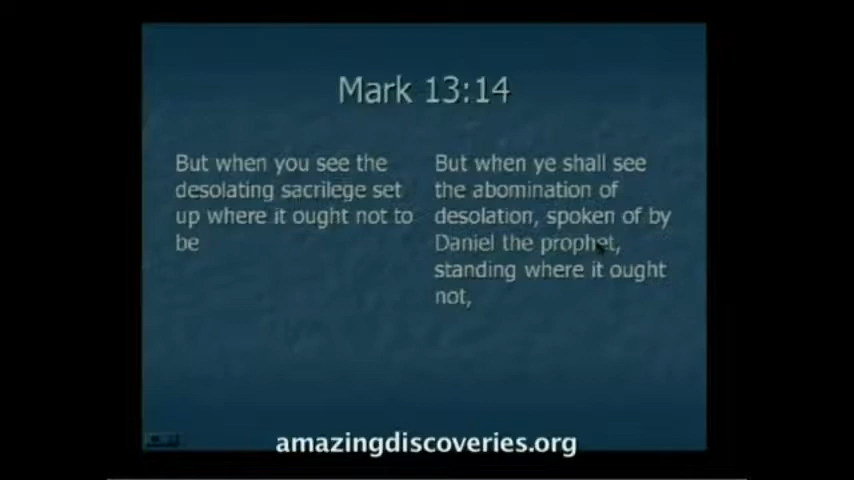 Mark 13:14
But when you see the
desolating sacrilege set
up where it ought not to
be
But when ye shall see
the abomination of
desolation, spoken of by
Daniel the prophet,
standing where it ought
not,
amazingdiscoveries.org